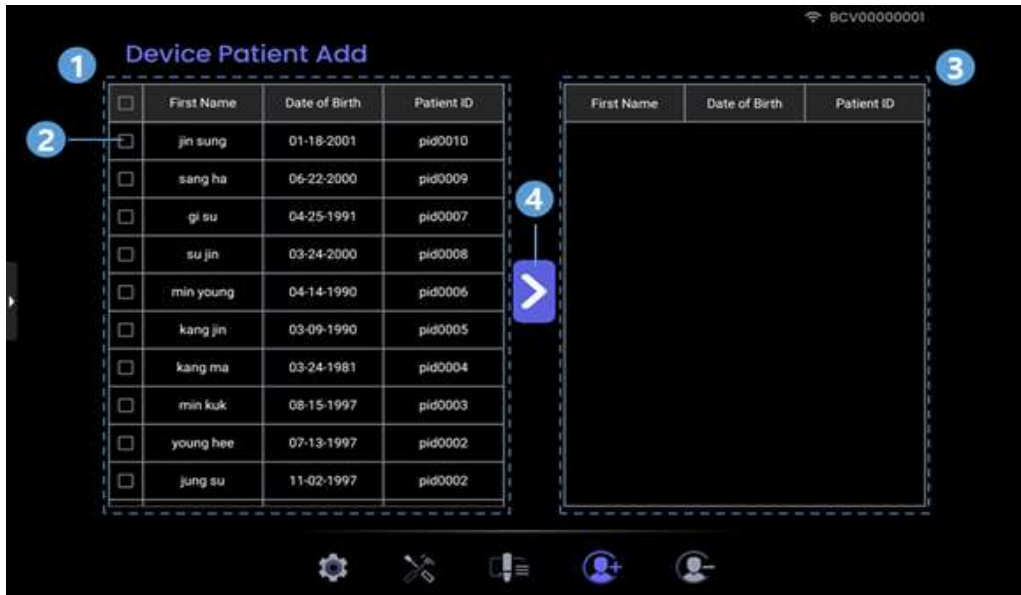 BCV00000001
Device Patient Add
1
3
First Name Date of Birth Patient ID
First Name Date of Birth Patient ID
2
jin sung 01-18-2001 pid0010
sang ha 06-22-2000 pid0009
4
gi su 04-25-1991 pid0007
su jin 03-24-2000 pid0008
min young 04-14-1990 pid0006
kang jin 03-09-1990 pid0005
kang ma 03-24-1981 pid0004
min kuk 08-15-1997 pid0003
young hee 07-13-1997 pid0002
jung su 11-02-1997 pid0002